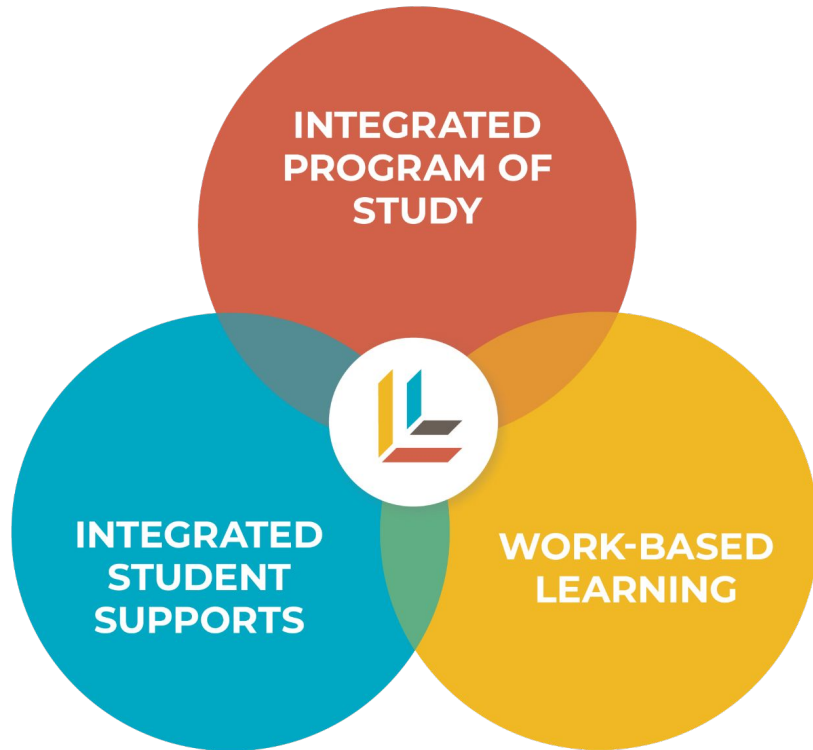 INTEGRATED
PROGRAM OF
STUDY
INTEGRATED
STUDENT
SUPPORTS
WORK-BASED
LEARNING